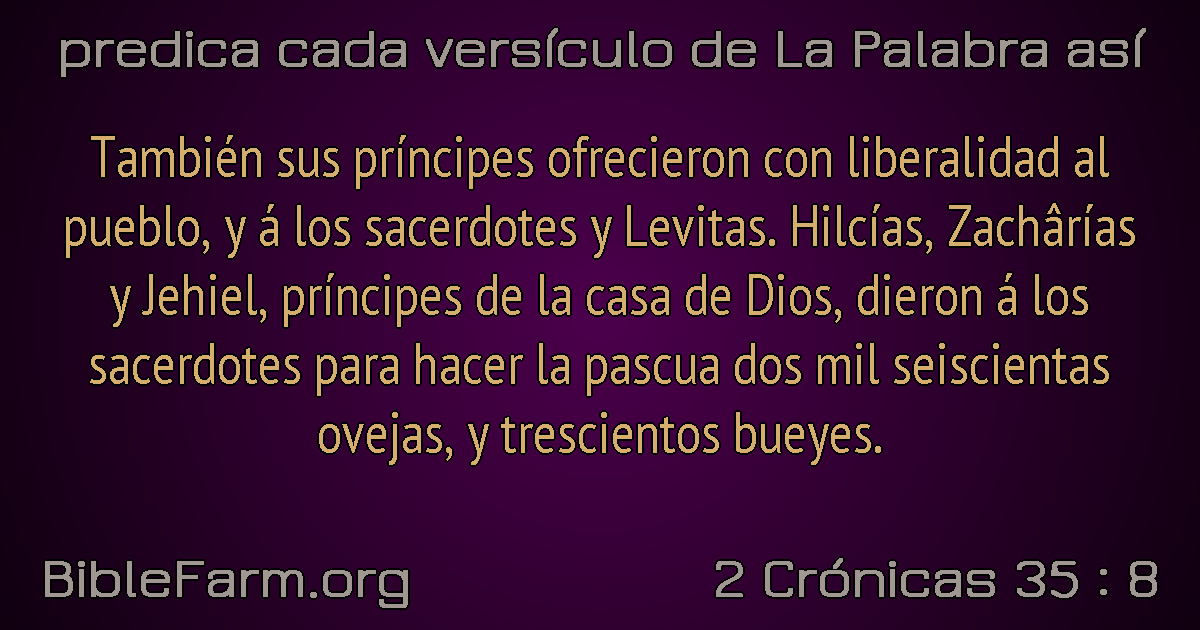 predica cada versículo de La Palabra así
También sus príncipes ofrecieron con liberalidad al
pueblo, y á los sacerdotes y Levitas. Hilcías, Zachârías
y Jehiel, príncipes de la casa de Dios, dieron á los
sacerdotes para hacer la pascua dos mil seiscientas
ovejas, y trescientos bueyes.
BibleFarm.org
2 Crónicas 35 : 8